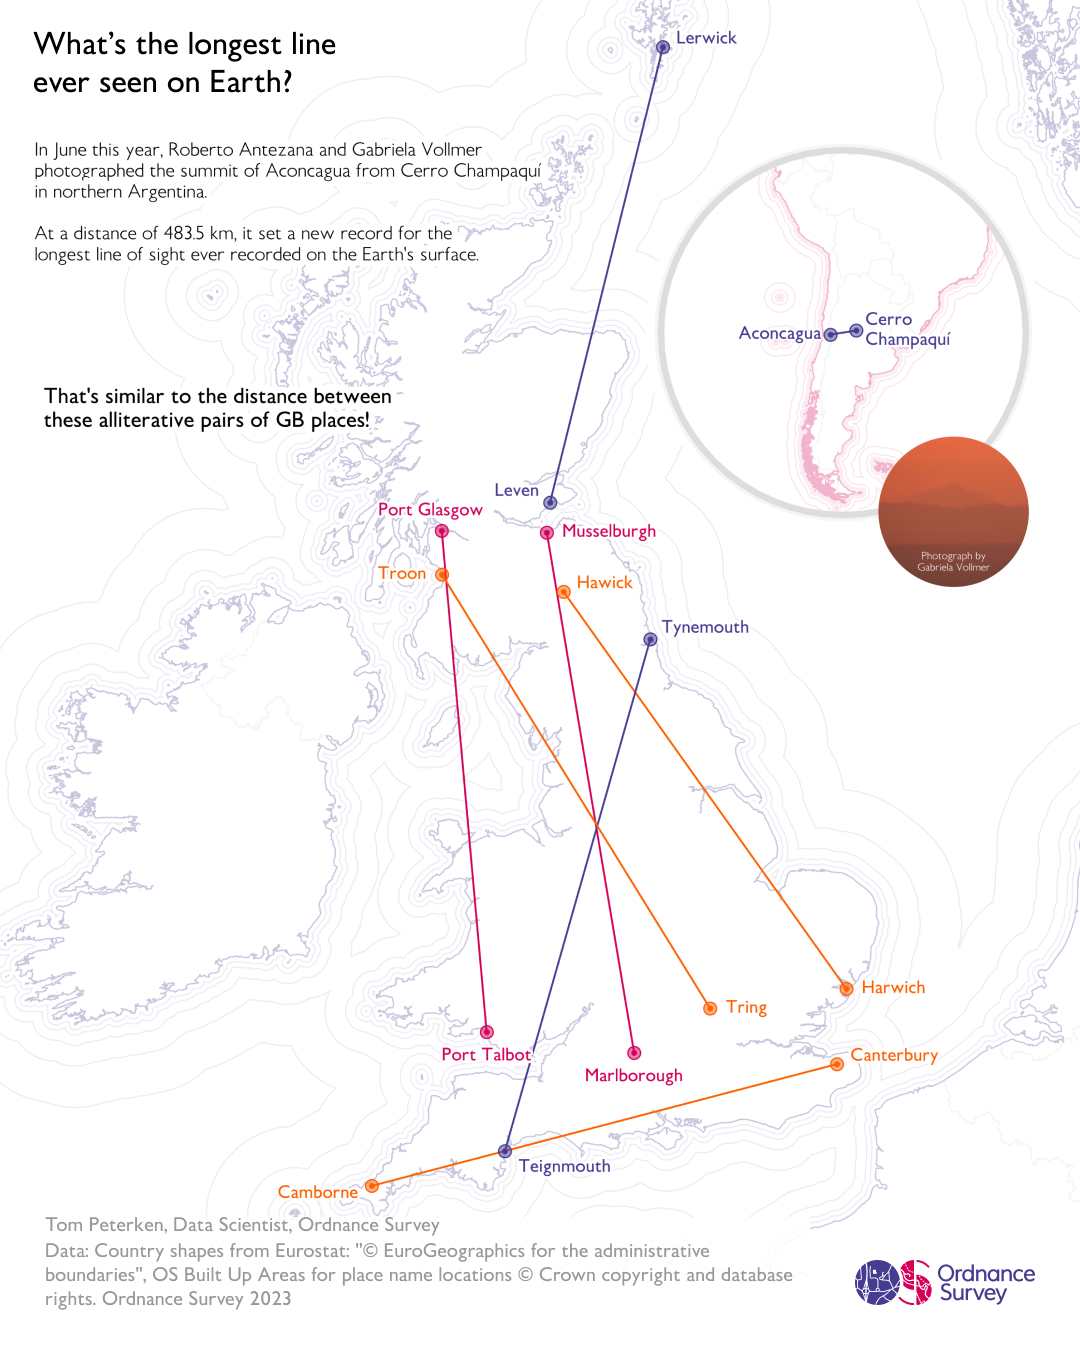 What's the longest line
ever seen on Earth?
In June this year, Roberto Antezana and Gabriela Vollmer
photographed the summit of Aconcagua from Cerro Champaquí
in northern Argentina.
At a distance of 483.5 km, it set a new record for the
longest line of sight ever recorded on the Earth's surface.
That's similar to the distance between
these alliterative pairs of GB places!
Lerwick
Aconcagua
Cerro
Champaquí
Photograph by
Gabriela Vollmer
Leven
Port Glasgow
Musselburgh
Troon
Hawick
Tynemouth
Harwich
Tring
Port Talbot
Canterbury
Marlborough
Teignmouth
Camborne
Tom Peterken, Data Scientist, Ordnance Survey
Data: Country shapes from Eurostat: "© EuroGeographics for the administrative
boundaries", OS Built Up Areas for place name locations © Crown copyright and database
rights. Ordnance Survey 2023
Ordnance
Survey